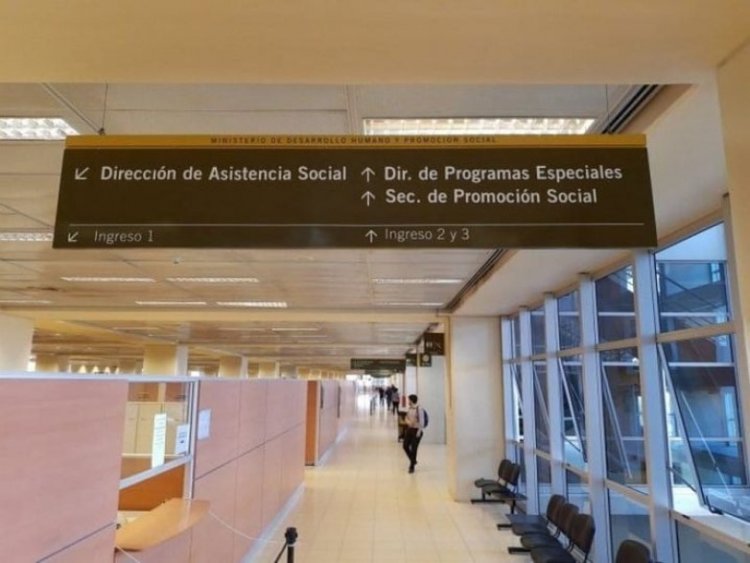 MINISTERIO DE DESARROLLO HUMANO Y PROMOCIÓN SOCIAL
↙ Dirección de Asistencia Social
↑ Dir. de Programas Especiales
↑ Sec. de Promoción Social
↙ Ingreso 1
↑ Ingreso 2 y 3